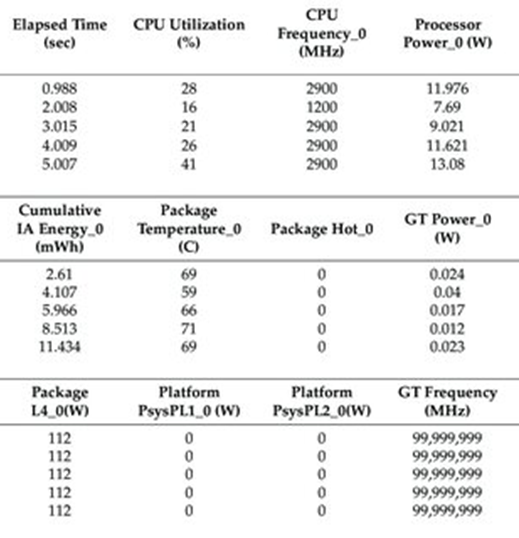 Elapsed Time (sec) CPU Utilization (%) CPU Frequency_0 (MHz) Processor Power_0 (W)
0.988 28 2900 11.976
2.008 16 1200 7.69
3.015 21 2900 9.021
4.009 26 2900 11.621
5.007 41 2900 13.08
Cumulative IA Energy_0 (mWh) Package Temperature_0 (C) Package Hot_0 GT Power_0 (W)
2.61 69 0 0.024
4.107 59 0 0.04
5.966 66 0 0.017
8.513 71 0 0.012
11.434 69 0 0.023
Package L4_0(W) Platform PsysPL1_0 (W) Platform PsysPL2_0(W) GT Frequency (MHz)
112 0 0 99,999,999
112 0 0 99,999,999
112 0 0 99,999,999
112 0 0 99,999,999
112 0 0 99,999,999